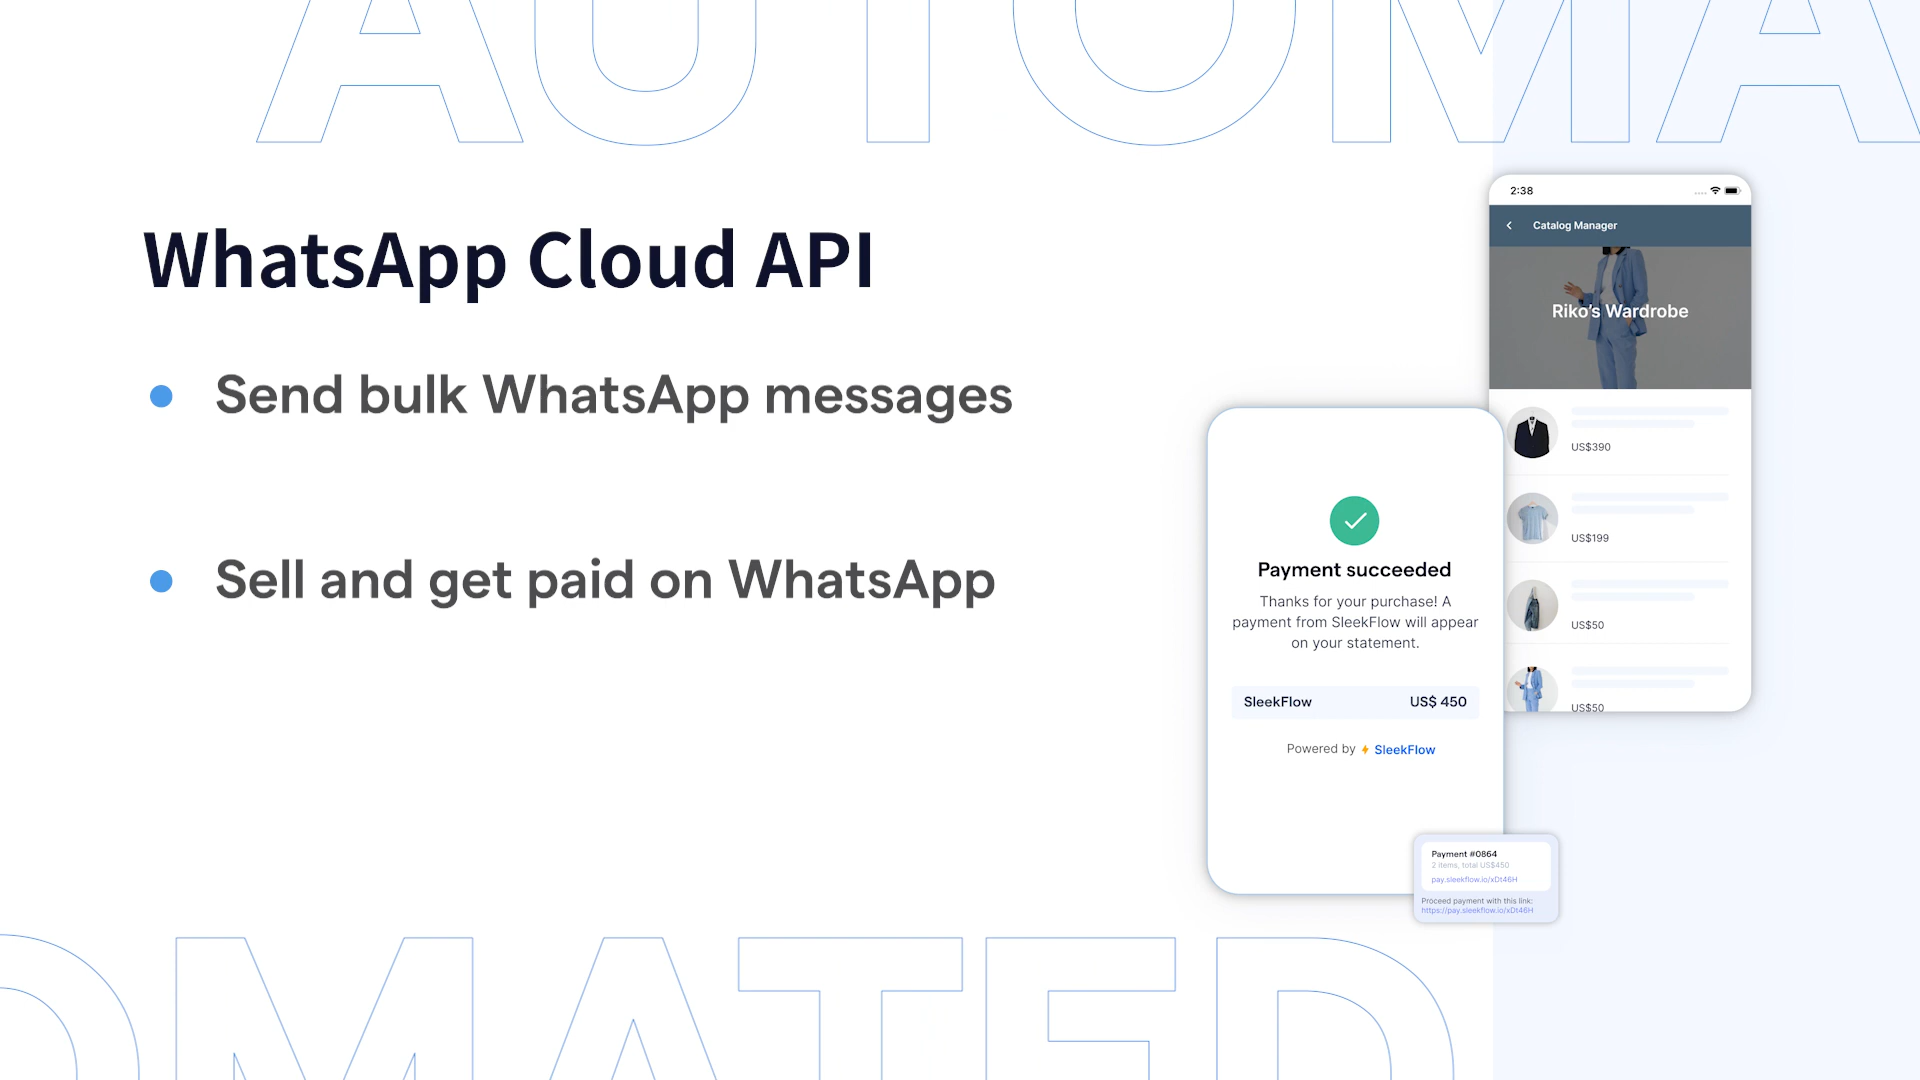 AUTOMA
WhatsApp Cloud API
Send bulk WhatsApp messages
Sell and get paid on WhatsApp
2:38
Catalog Manager
Riko's Wardrobe
US$390
US$199
US$50
US$50
Payment succeeded
Thanks for your purchase! A
payment from SleekFlow will appear
on your statement.
SleekFlow US$ 450
Powered by SleekFlow
Payment #0864
2 items, total US$450
pay.sleekflow.io/xDt46H
Proceed payment with this link:
https://pay.sleekflow.io/xDt46H
OMATED